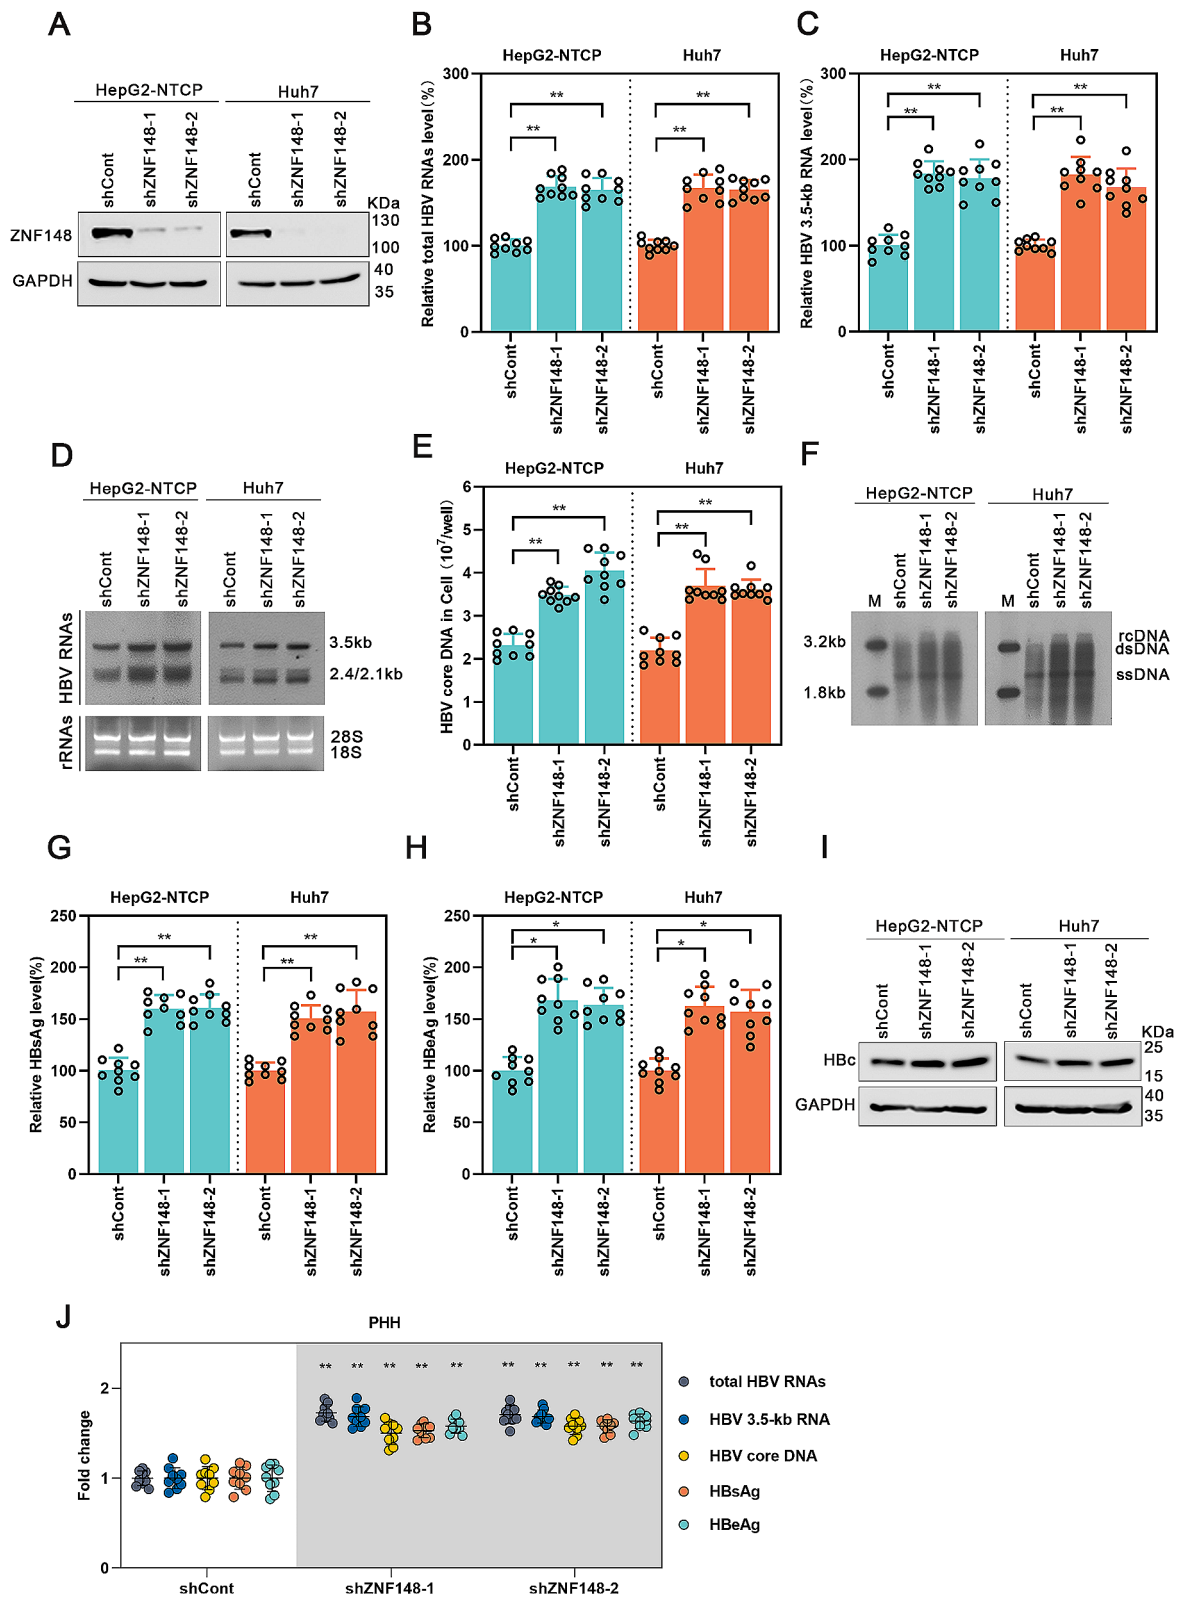 A
HepG2-NTCP Huh7
shCont shZNF148-1 shZNF148-2 shCont shZNF148-1 shZNF148-2
KDa
ZNF148 130
100
GAPDH 40
35
B
HepG2-NTCP Huh7
Relative total HBV RNAs level(%)
300
200
100
0
** ** ** **
shCont shZNF148-1 shZNF148-2 shCont shZNF148-1 shZNF148-2
C
HepG2-NTCP Huh7
Relative HBV 3.5-kb RNA level(%)
300
200
100
0
** ** ** **
shCont shZNF148-1 shZNF148-2 shCont shZNF148-1 shZNF148-2
D
HepG2-NTCP Huh7
shCont shZNF148-1 shZNF148-2 shCont shZNF148-1 shZNF148-2
HBV RNAs
3.5kb
2.4/2.1kb
rRNAs
28S
18S
E
HepG2-NTCP Huh7
HBV core DNA in Cell (10⁷/well)
6
5
4
3
2
1
0
** ** ** **
shCont shZNF148-1 shZNF148-2 shCont shZNF148-1 shZNF148-2
F
HepG2-NTCP Huh7
M shCont shZNF148-1 shZNF148-2 M shCont shZNF148-1 shZNF148-2
3.2kb
1.8kb
rcDNA
dsDNA
ssDNA
G
HepG2-NTCP Huh7
Relative HBsAg level(%)
250
200
150
100
50
0
** ** ** **
shCont shZNF148-1 shZNF148-2 shCont shZNF148-1 shZNF148-2
H
HepG2-NTCP Huh7
Relative HBeAg level(%)
250
200
150
100
50
0
* * * *
shCont shZNF148-1 shZNF148-2 shCont shZNF148-1 shZNF148-2
I
HepG2-NTCP Huh7
shCont shZNF148-1 shZNF148-2 shCont shZNF148-1 shZNF148-2
KDa
HBc 25
15
GAPDH 40
35
J
PHH
Fold change
2
1
0
** ** ** ** ** ** ** ** ** **
shCont shZNF148-1 shZNF148-2
total HBV RNAs
HBV 3.5-kb RNA
HBV core DNA
HBsAg
HBeAg